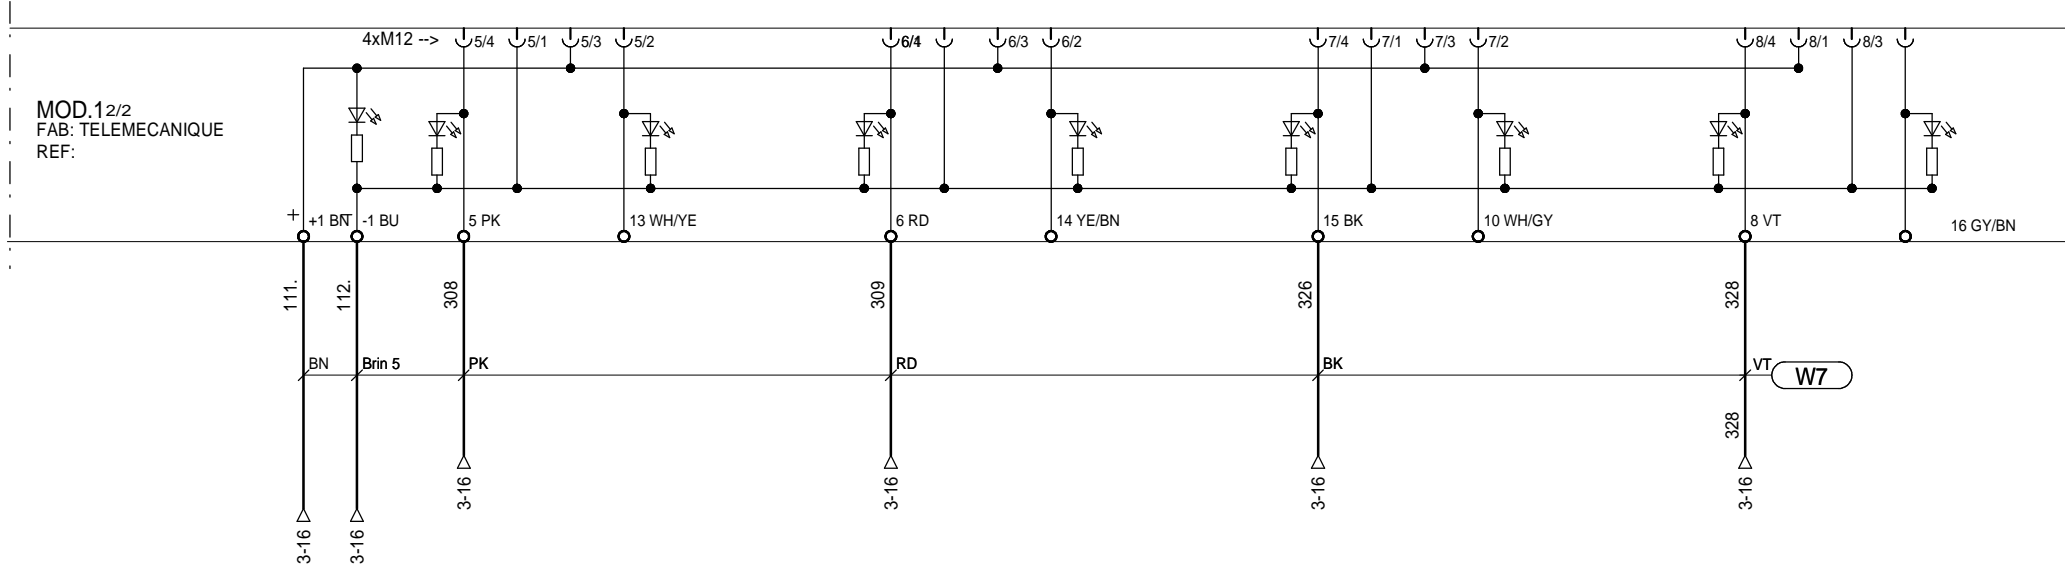 4xM12 --> 5/4 5/1 5/3 5/2 6/4 6/3 6/2 7/4 7/1 7/3 7/2 8/4 8/1 8/3
MOD.1 2/2
FAB: TELEMECANIQUE
REF:
+ +1 BN - -1 BU 5 PK 13 WH/YE 6 RD 14 YE/BN 15 BK 10 WH/GY 8 VT 16 GY/BN
111. 112. 308 309 326 328
BN Brin 5 PK RD BK VT W7
328
3-16 3-16 3-16 3-16
3-16 3-16